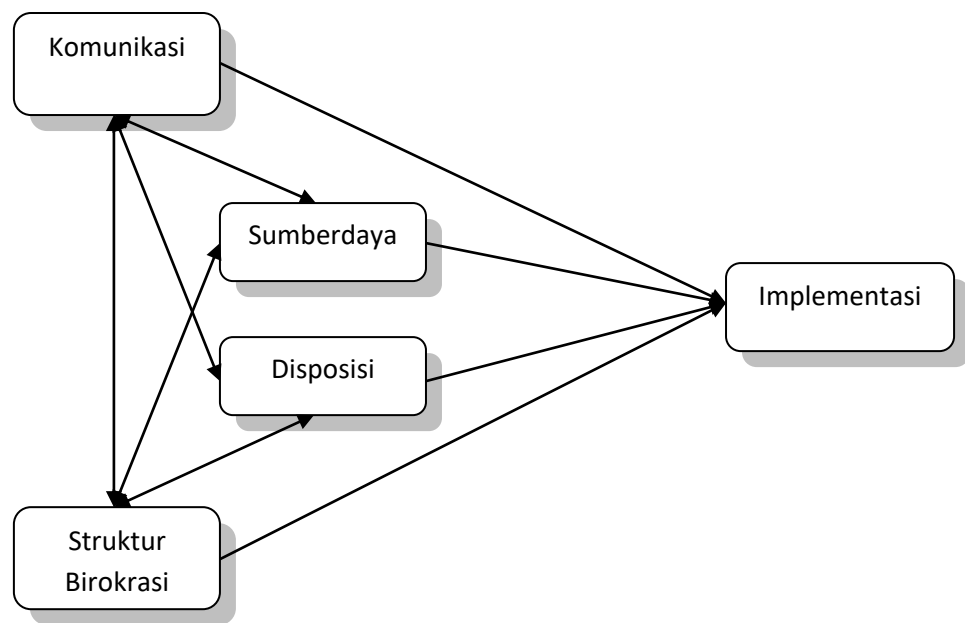 Komunikasi
Sumberdaya
Implementasi
Disposisi
Struktur
Birokrasi